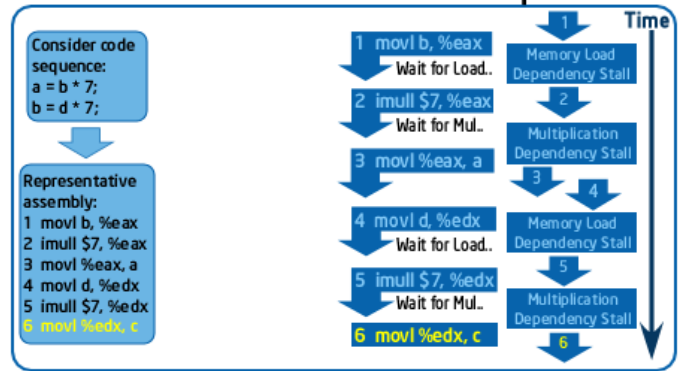 Consider code
sequence:
a = b * 7;
b = d * 7;
Representative
assembly:
1 movl b, %eax
2 imull $7, %eax
3 movl %eax, a
4 movl d, %edx
5 imull $7, %edx
6 movl %edx, c
1 movl b, %eax
Wait for Load..
2 imull $7, %eax
Wait for Mul..
3 movl %eax, a
4 movl d, %edx
Wait for Load..
5 imull $7, %edx
Wait for Mul..
6 movl %edx, c
Time
1
Memory Load
Dependency Stall
2
Multiplication
Dependency Stall
3
4
Memory Load
Dependency Stall
5
Multiplication
Dependency Stall
6